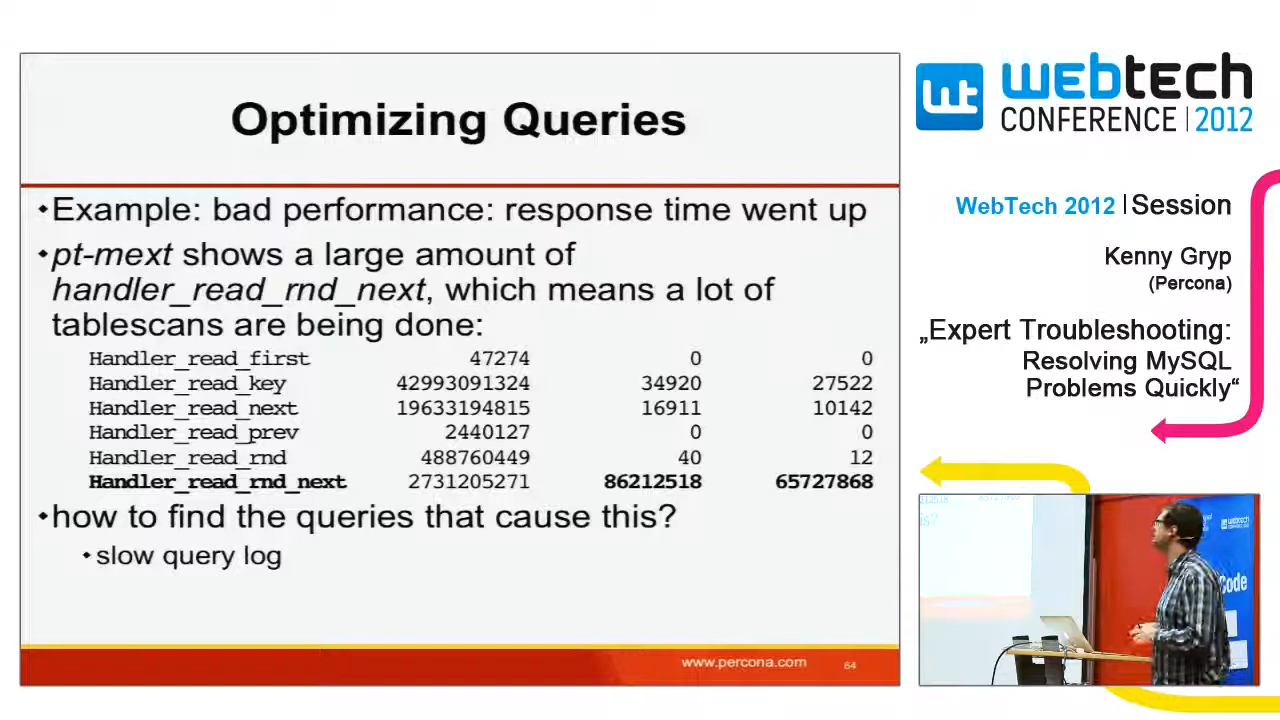 Optimizing Queries
•Example: bad performance: response time went up
•pt-mext shows a large amount of
handler_read_rnd_next, which means a lot of
tablescans are being done:
Handler_read_first 47274 0 0
Handler_read_key 42993091324 34920 27522
Handler_read_next 19633194815 16911 10142
Handler_read_prev 2440127 0 0
Handler_read_rnd 488760449 40 12
Handler_read_rnd_next 2731205271 86212518 65727868
•how to find the queries that cause this?
•slow query log
www.percona.com 64
wt webtech
CONFERENCE | 2012
WebTech 2012 | Session
Kenny Gryp
(Percona)
„Expert Troubleshooting:
Resolving MySQL
Problems Quickly“
is?
webtech
Code